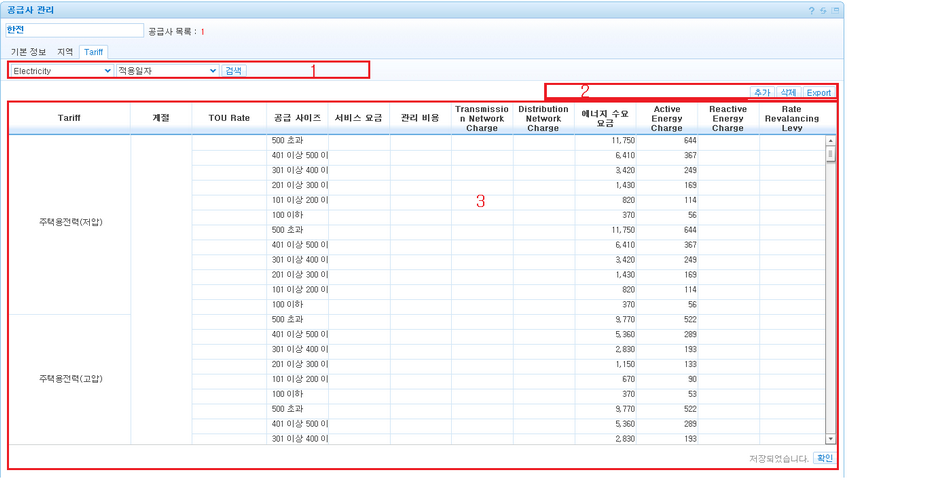 공급사 관리
한전
공급사 목록 : 1
기본 정보 지역 Tariff
Electricity 적용일자 검색 1
2 추가 삭제 Export
Tariff 계절 TOU Rate 공급 사이즈 서비스 요금 관리 비용 Transmission Network Charge Distribution Network Charge 에너지 수요 요금 Active Energy Charge Reactive Energy Charge Rate Revalancing Levy
500 초과 11,750 644
401 이상 500 이 6,410 367
301 이상 400 이 3,420 249
201 이상 300 이 1,430 169
101 이상 200 이 820 114
3
100 이하 370 56
주택용전력(저압)
500 초과 11,750 644
401 이상 500 이 6,410 367
301 이상 400 이 3,420 249
201 이상 300 이 1,430 169
101 이상 200 이 820 114
100 이하 370 56
500 초과 9,770 522
401 이상 500 이 5,360 289
301 이상 400 이 2,830 193
201 이상 300 이 1,150 133
주택용전력(고압)
101 이상 200 이 670 90
100 이하 370 53
500 초과 9,770 522
401 이상 500 이 5,360 289
301 이상 400 이 2,830 193
저장되었습니다. 확인